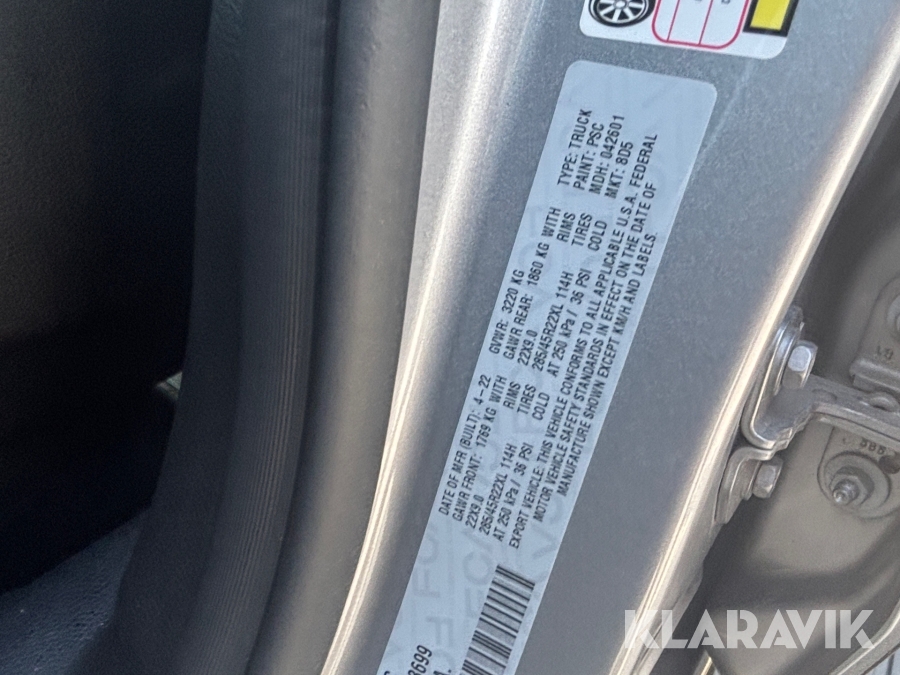 DATE OF MFR (BUILT): 4-22 GVWR: 3220 KG TYPE: TRUCK
GAWR FRONT: 1769 KG WITH GAWR REAR: 1860 KG WITH PAINT: PSC
22X9.0 RIMS 22X9.0 RIMS MDH: 042601
285/45R22XL 114H TIRES 285/45R22XL 114H TIRES MKT: 8D5
AT 250 kPa / 36 PSI COLD AT 250 kPa / 36 PSI COLD
EXPORT VEHICLE: THIS VEHICLE CONFORMS TO ALL APPLICABLE U.S.A. FEDERAL
MOTOR VEHICLE SAFETY STANDARDS IN EFFECT ON THE DATE OF
MANUFACTURE SHOWN EXCEPT KM/H AND LABELS.
KLARAVIK